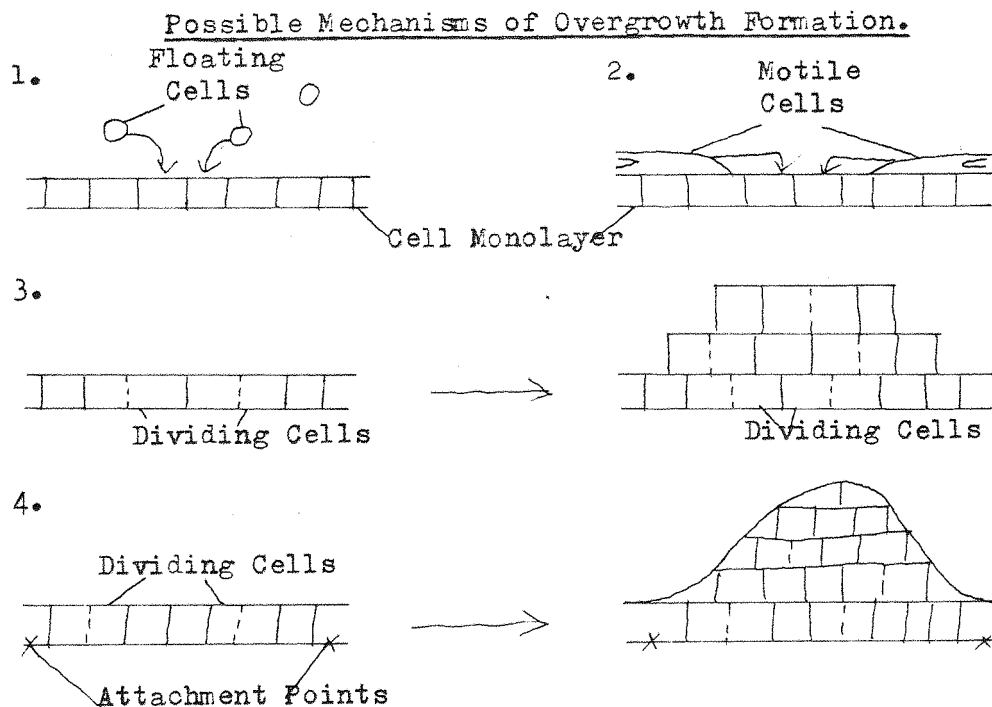 Possible Mechanisms of Overgrowth Formation.
1.
Floating
Cells
2.
Motile
Cells
Cell Monolayer
3.
Dividing Cells
Dividing Cells
4.
Dividing Cells
Attachment Points